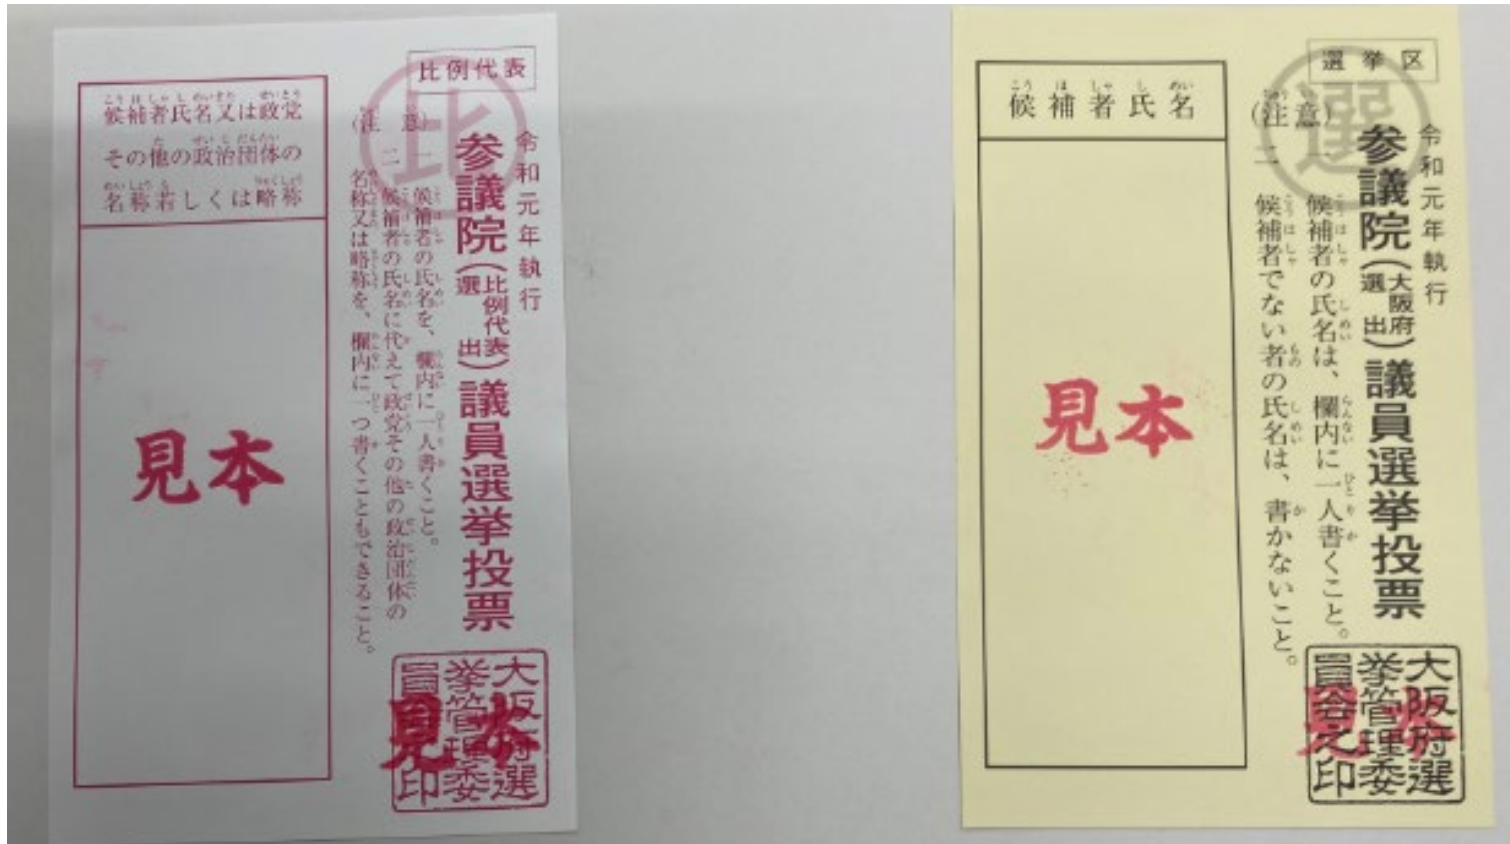 比例代表
比
令和元年執行
参議院(比例代表選出)議員選挙投票
(注意)
一 候補者の氏名を、欄内に一人書くこと。
二 候補者の氏名に代えて政党その他の政治団体の
名称又は略称を、欄内に一つ書くこともできること。
候補者氏名又は政党
その他の政治団体の
名称若しくは略称
見本
大阪府選
挙管理委
員会之印
見本
選挙区
選
令和元年執行
参議院(大阪府選出)議員選挙投票
(注意)
一 候補者の氏名は、欄内に一人書くこと。
二 候補者でない者の氏名は、書かないこと。
候補者氏名
見本
大阪府選
挙管理委
員会之印
見本